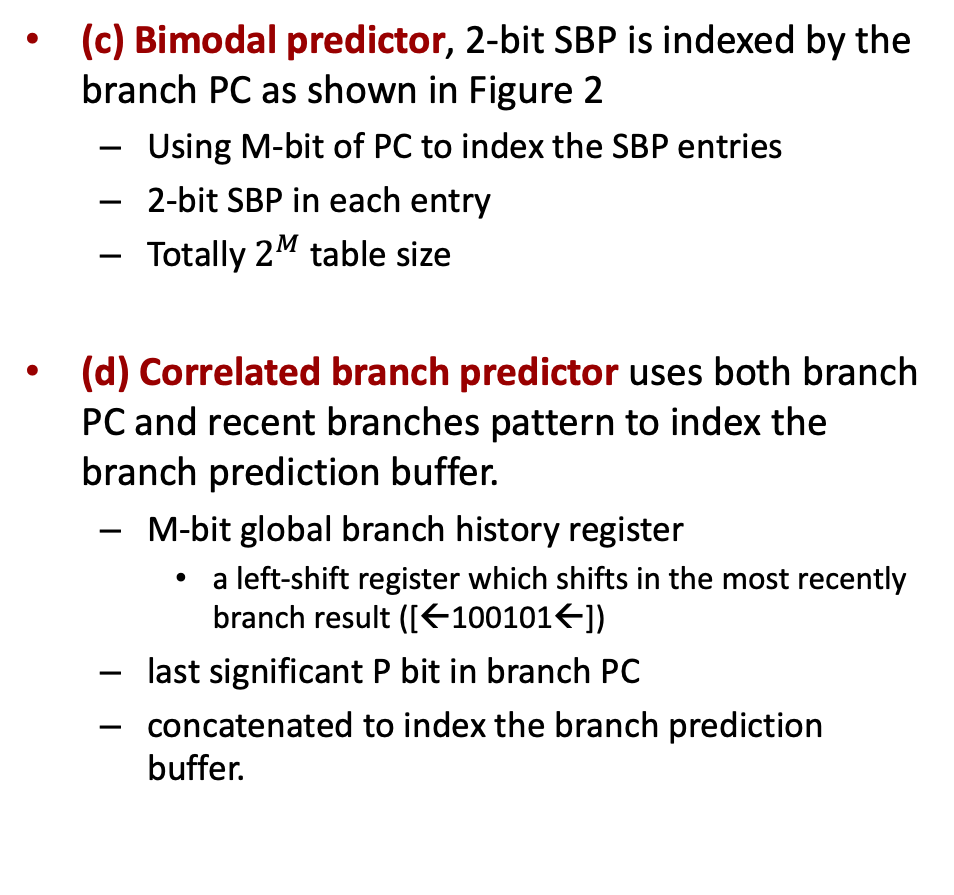 • (c) Bimodal predictor, 2-bit SBP is indexed by the
branch PC as shown in Figure 2
– Using M-bit of PC to index the SBP entries
– 2-bit SBP in each entry
– Totally 2^M table size
• (d) Correlated branch predictor uses both branch
PC and recent branches pattern to index the
branch prediction buffer.
– M-bit global branch history register
• a left-shift register which shifts in the most recently
branch result ([←100101←])
– last significant P bit in branch PC
– concatenated to index the branch prediction
buffer.